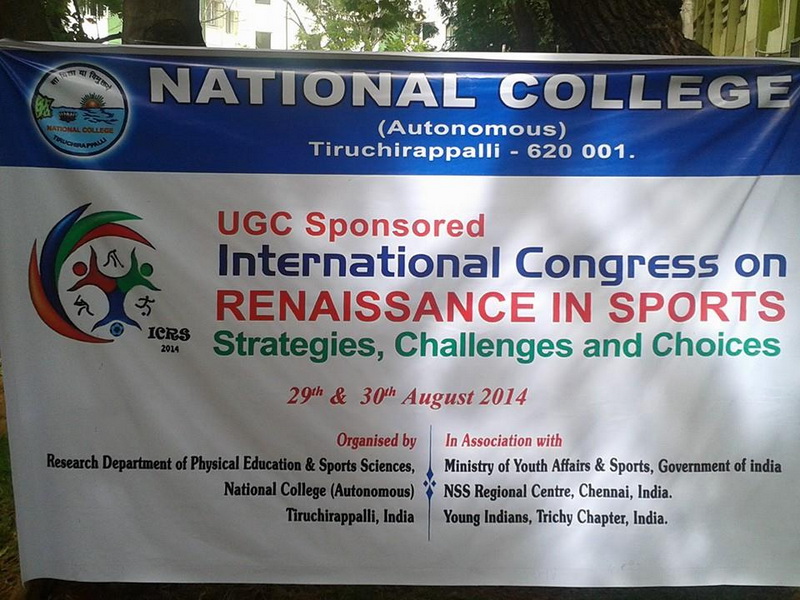 सा विद्या या विमुक्तये
NATIONAL COLLEGE
TIRUCHIRAPPALLI
NATIONAL COLLEGE
(Autonomous)
Tiruchirappalli - 620 001.
UGC Sponsored
International Congress on
RENAISSANCE IN SPORTS
Strategies, Challenges and Choices
ICRS
2014
29th & 30th August 2014
Organised by
Research Department of Physical Education & Sports Sciences,
National College (Autonomous)
Tiruchirappalli, India
In Association with
Ministry of Youth Affairs & Sports, Government of india
NSS Regional Centre, Chennai, India.
Young Indians, Trichy Chapter, India.